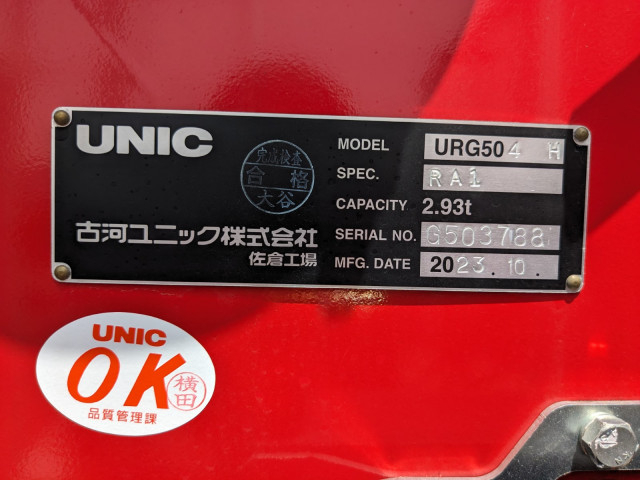 UNIC
完成検査
合格
大谷
古河ユニック株式会社
佐倉工場
MODEL URG504 H
SPEC. RA1
CAPACITY 2.93t
SERIAL NO. G5037188
MFG. DATE 2023.10.
UNIC
OK
横田
品質管理課